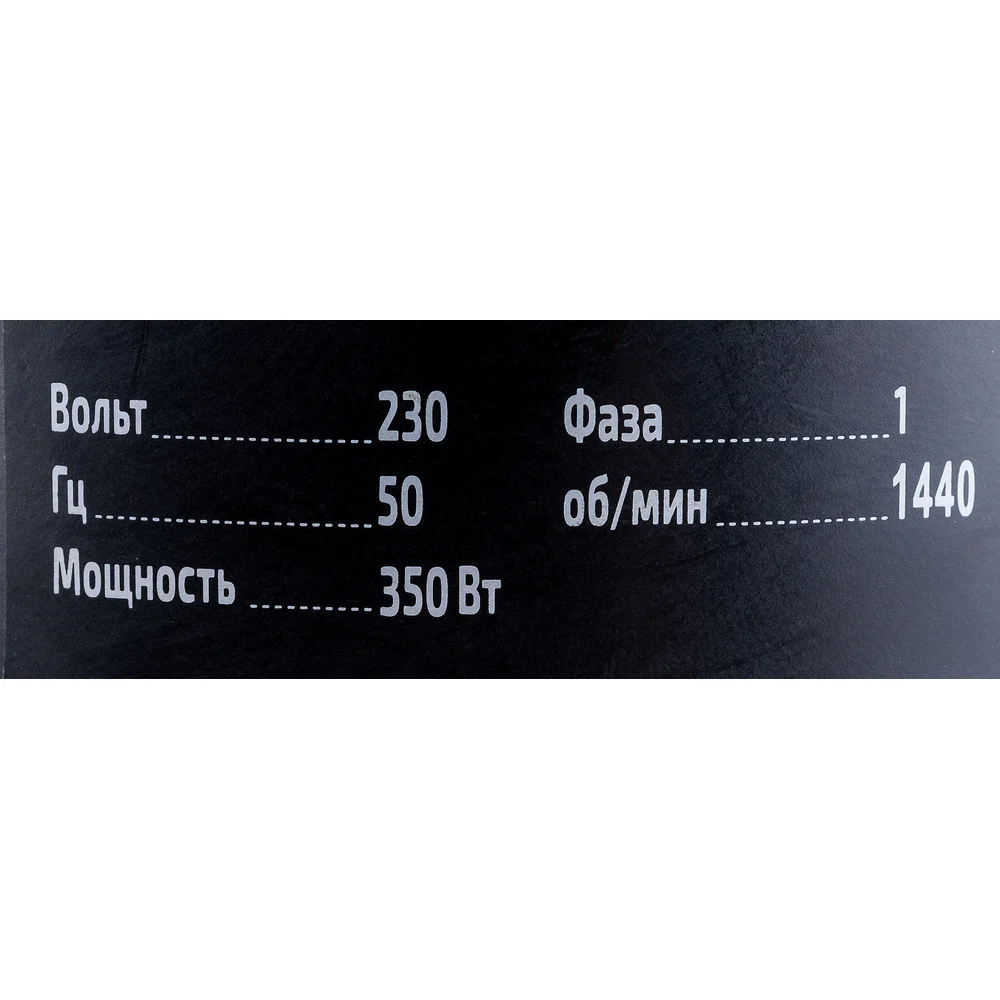 Вольт 230
Гц 50
Мощность 350 Вт
Фаза 1
об/мин 1440